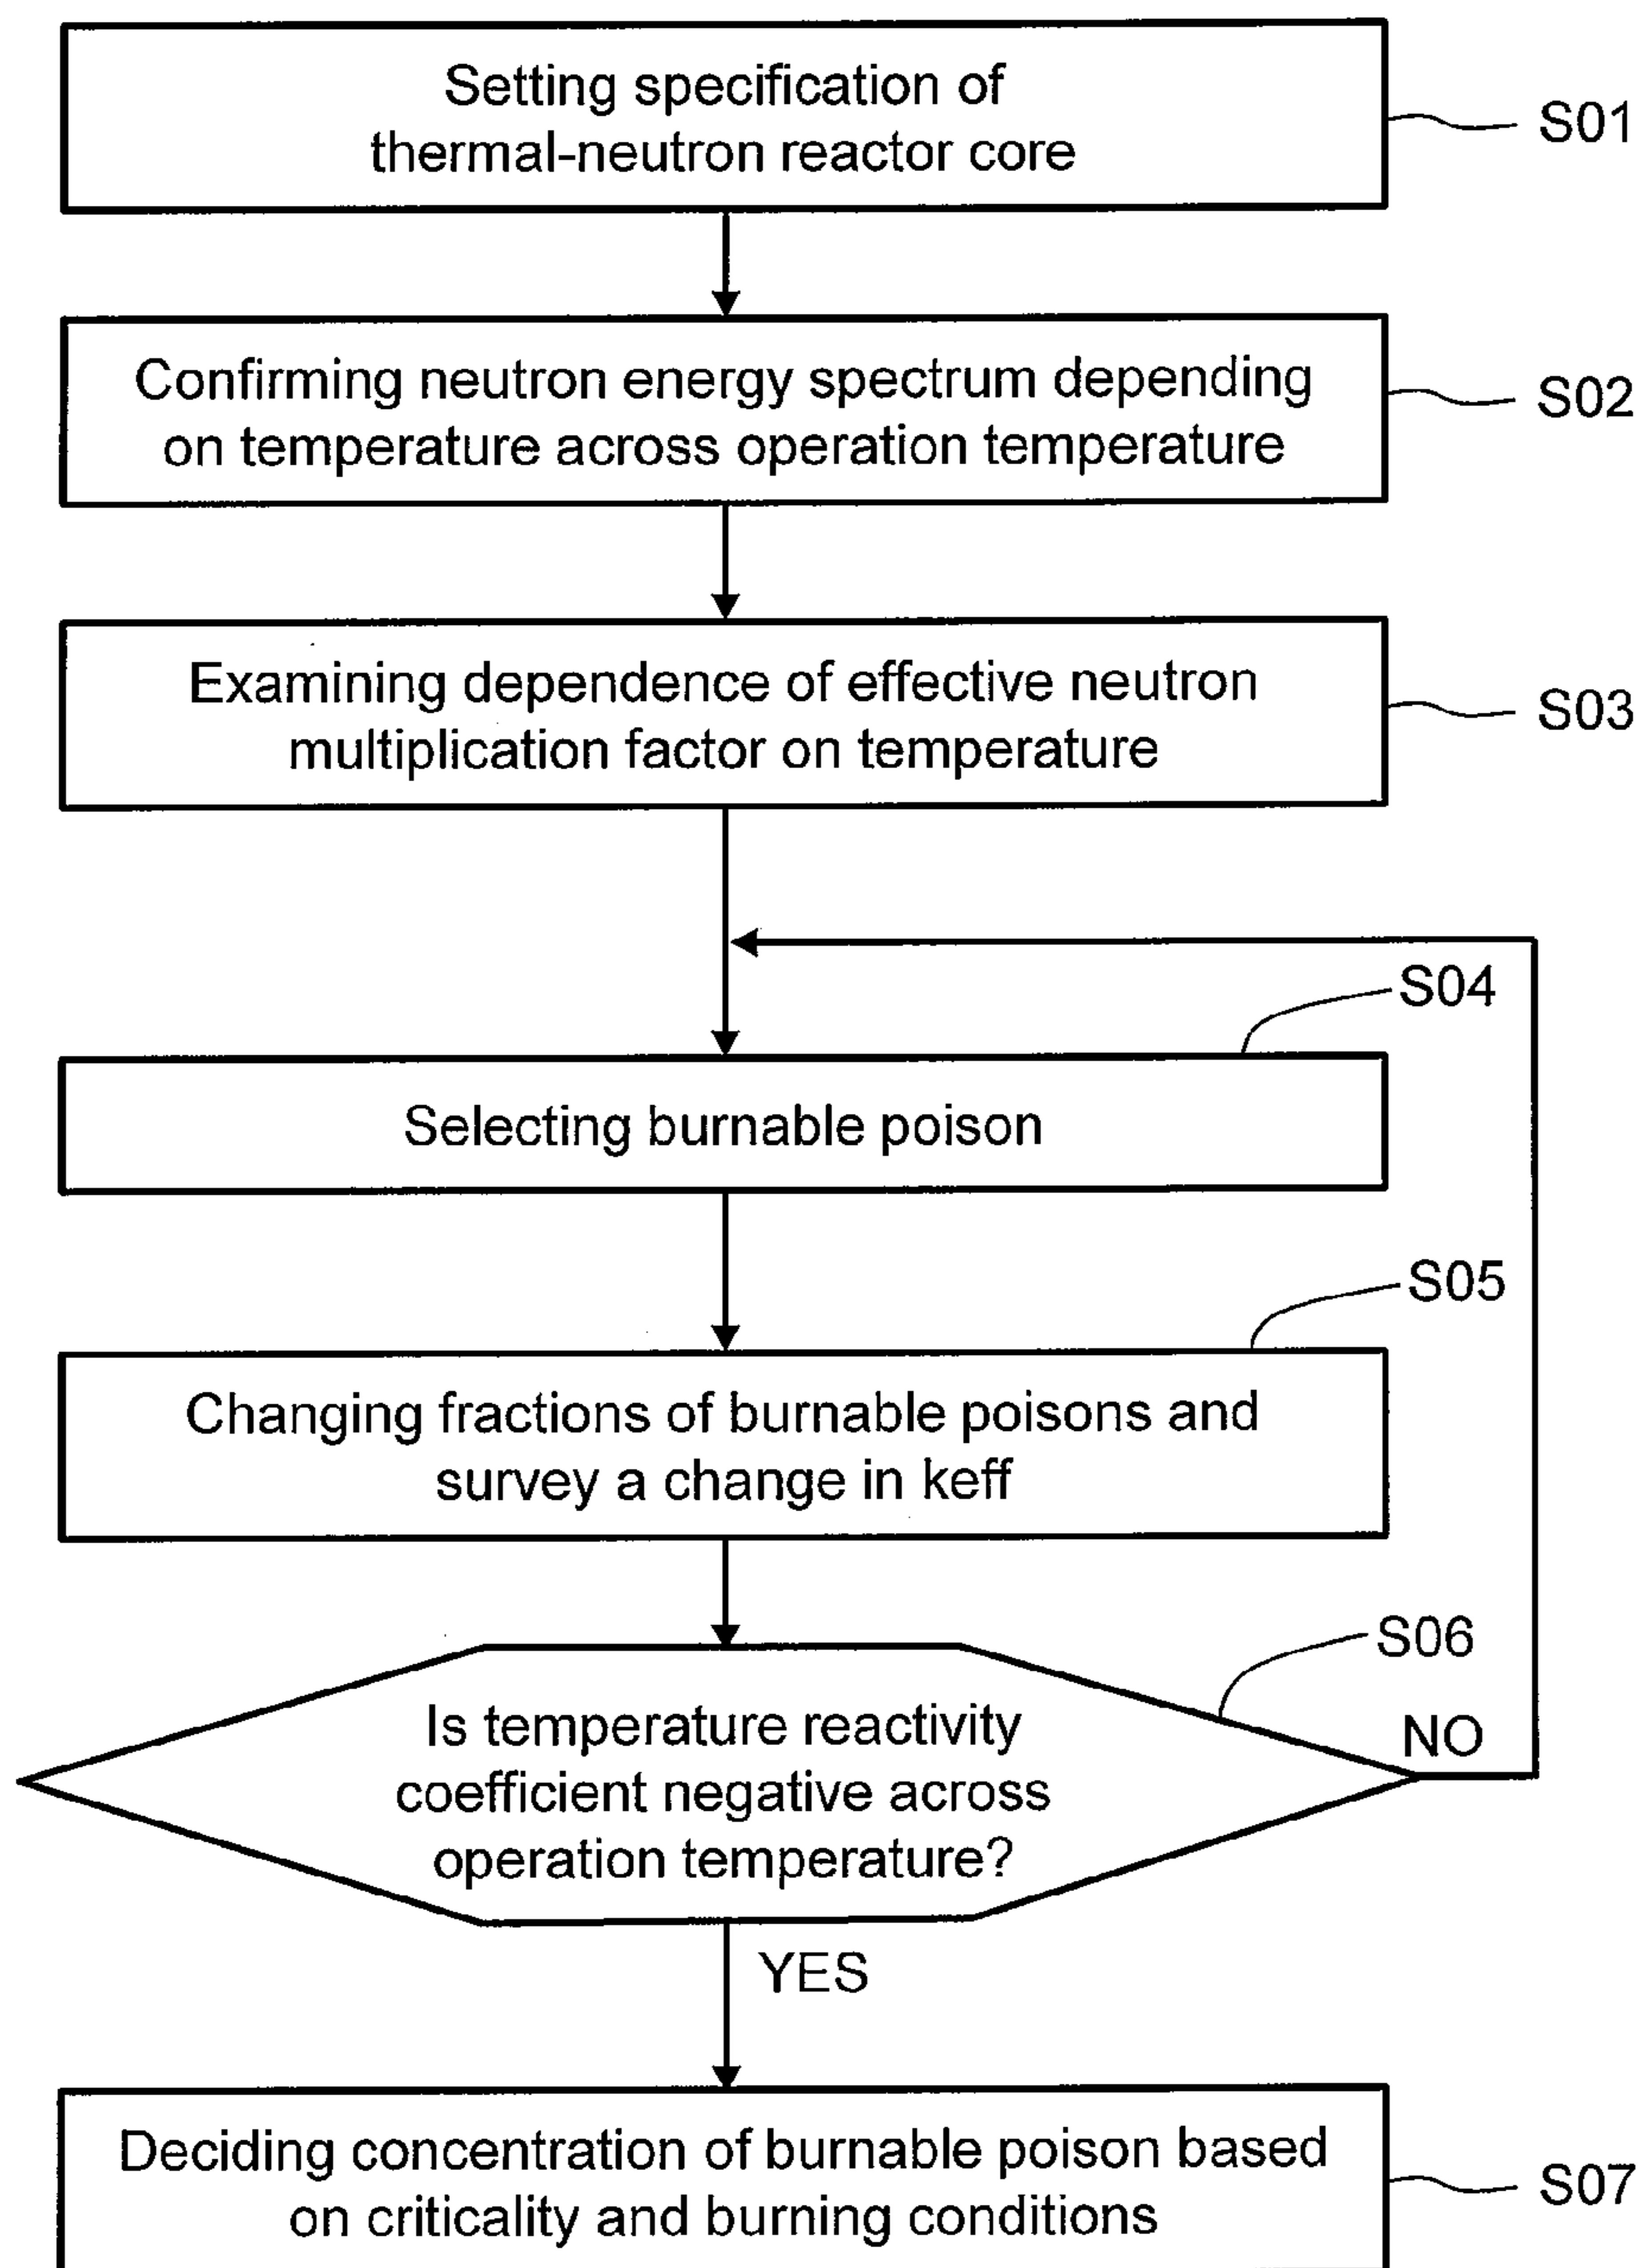 Setting specification of
thermal-neutron reactor core
S01
Confirming neutron energy spectrum depending
on temperature across operation temperature
S02
Examining dependence of effective neutron
multiplication factor on temperature
S03
S04
Selecting burnable poison
S05
Changing fractions of burnable poisons and
survey a change in keff
S06
Is temperature reactivity
coefficient negative across
operation temperature?
NO
YES
Deciding concentration of burnable poison based
on criticality and burning conditions
S07